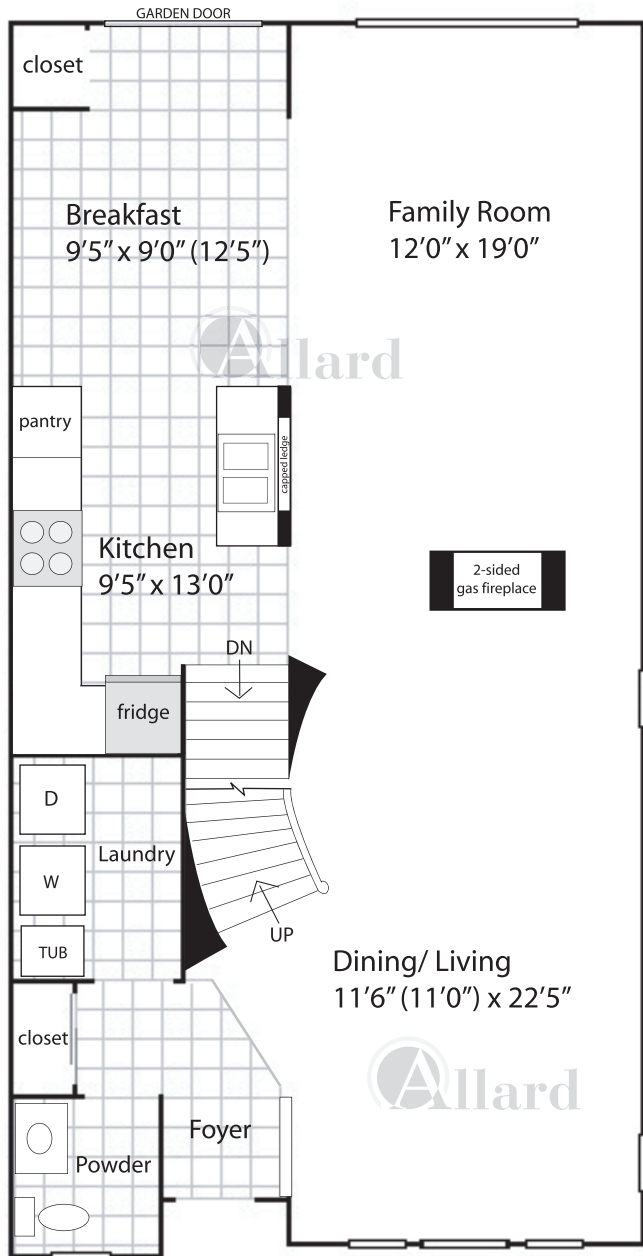 GARDEN DOOR
closet
Breakfast
9’5” x 9’0” (12’5”)
Family Room
12’0” x 19’0”
Allard
pantry
capped ledge
Kitchen
9’5” x 13’0”
2-sided
gas fireplace
DN
fridge
D
Laundry
W
UP
TUB
Dining/ Living
11’6” (11’0”) x 22’5”
closet
Allard
Foyer
Powder